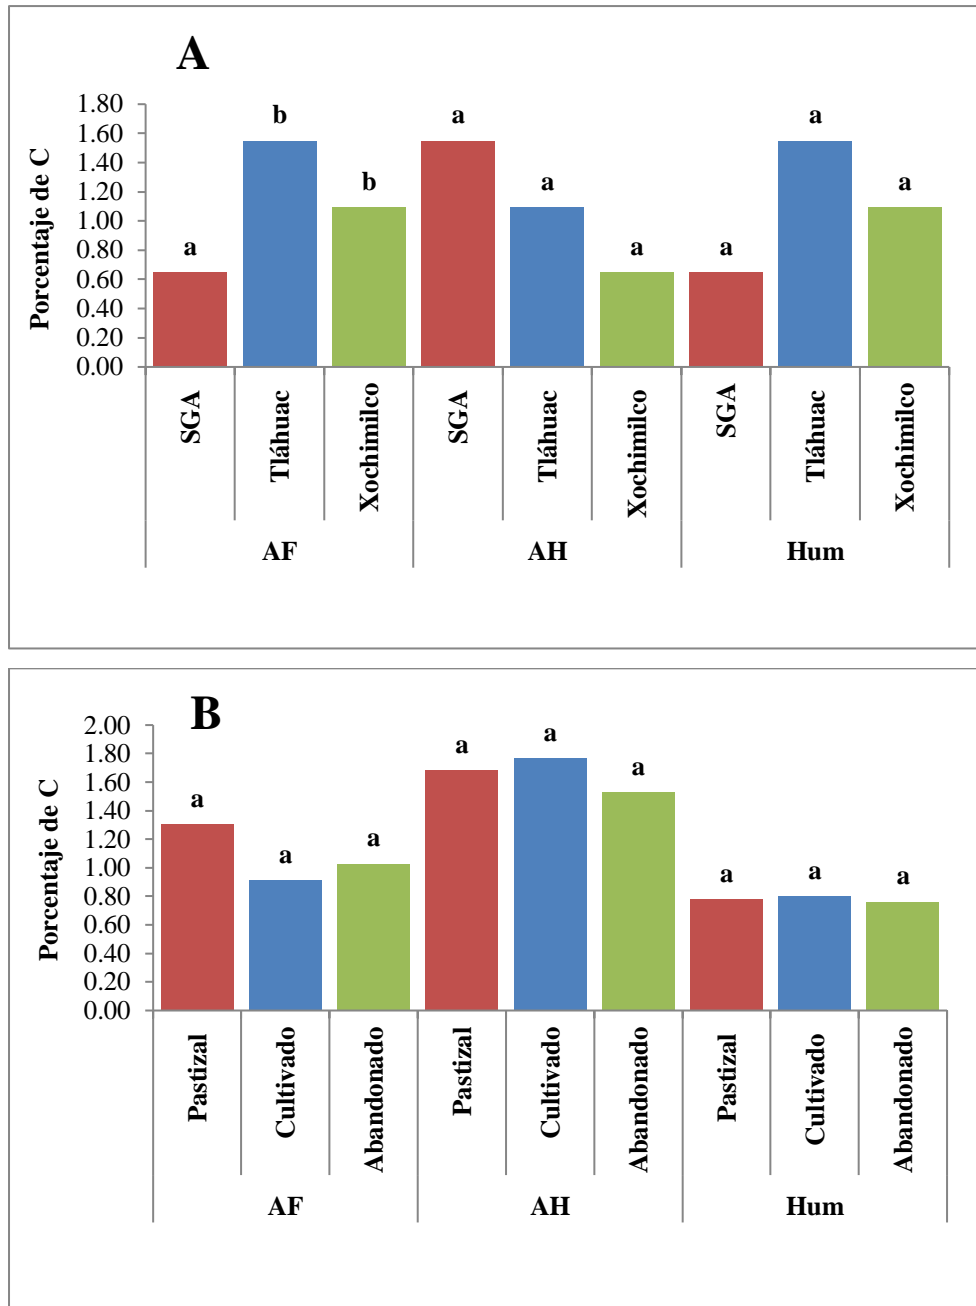 A
Porcentaje de C
1.80
1.60
1.40
1.20
1.00
0.80
0.60
0.40
0.20
0.00
a b b a a a a a a
SGA Tláhuac Xochimilco SGA Tláhuac Xochimilco SGA Tláhuac Xochimilco
AF AH Hum
B
Porcentaje de C
2.00
1.80
1.60
1.40
1.20
1.00
0.80
0.60
0.40
0.20
0.00
a a a a a a a a a
Pastizal Cultivado Abandonado Pastizal Cultivado Abandonado Pastizal Cultivado Abandonado
AF AH Hum